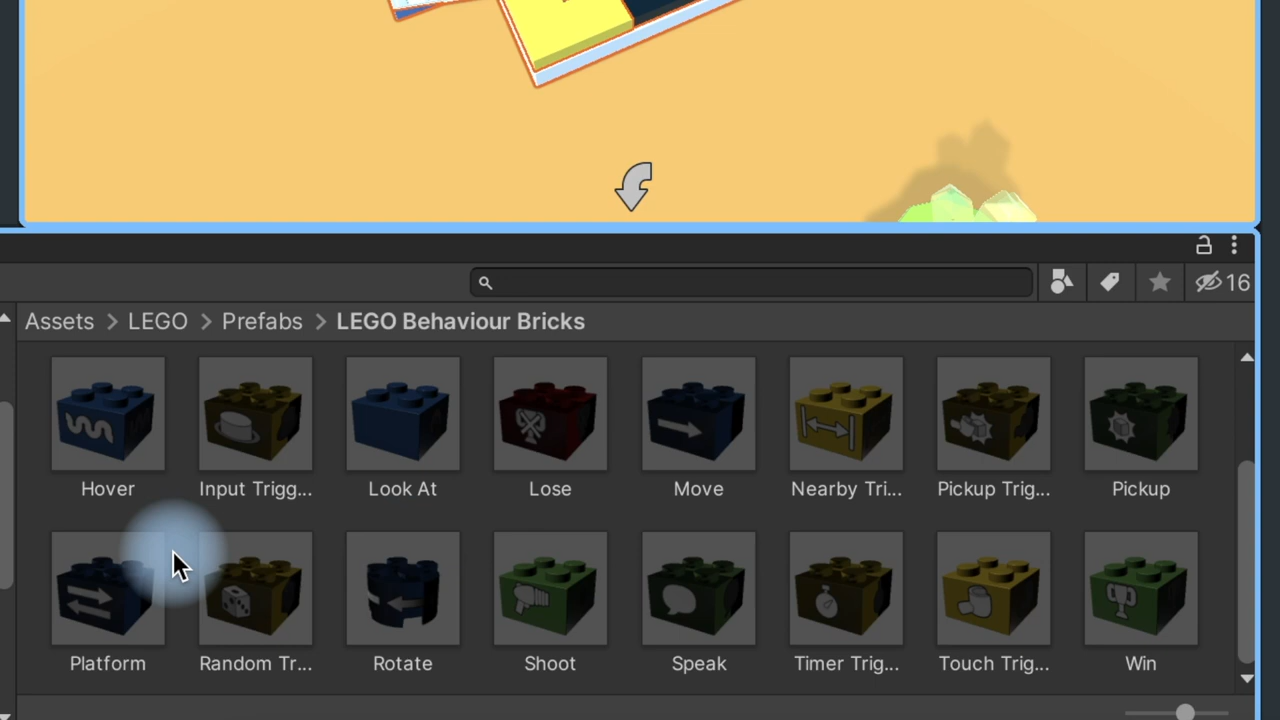 16
Assets > LEGO > Prefabs > LEGO Behaviour Bricks
Hover Input Trigg... Look At Lose Move Nearby Tri... Pickup Trig... Pickup
Platform Random Tr... Rotate Shoot Speak Timer Trig... Touch Trig... Win